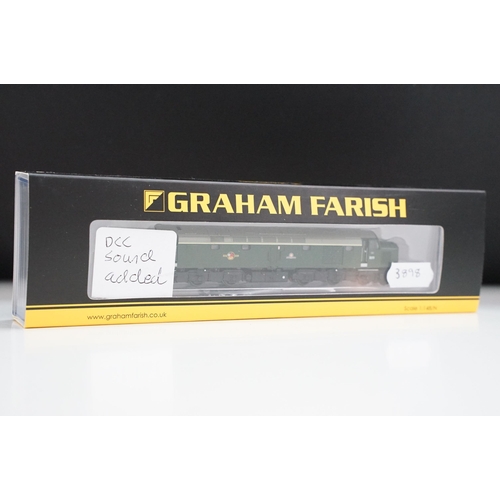 GRAHAM FARISH
DCC
Sound
added
3898
www.grahamfarish.co.uk